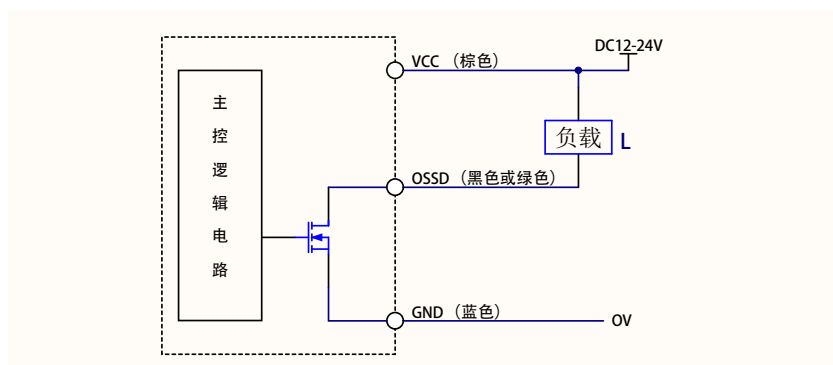 DC12-24V
VCC （棕色）
主
控
逻
辑
电
路
负载 L
OSSD（黑色或绿色）
GND（蓝色）
0V